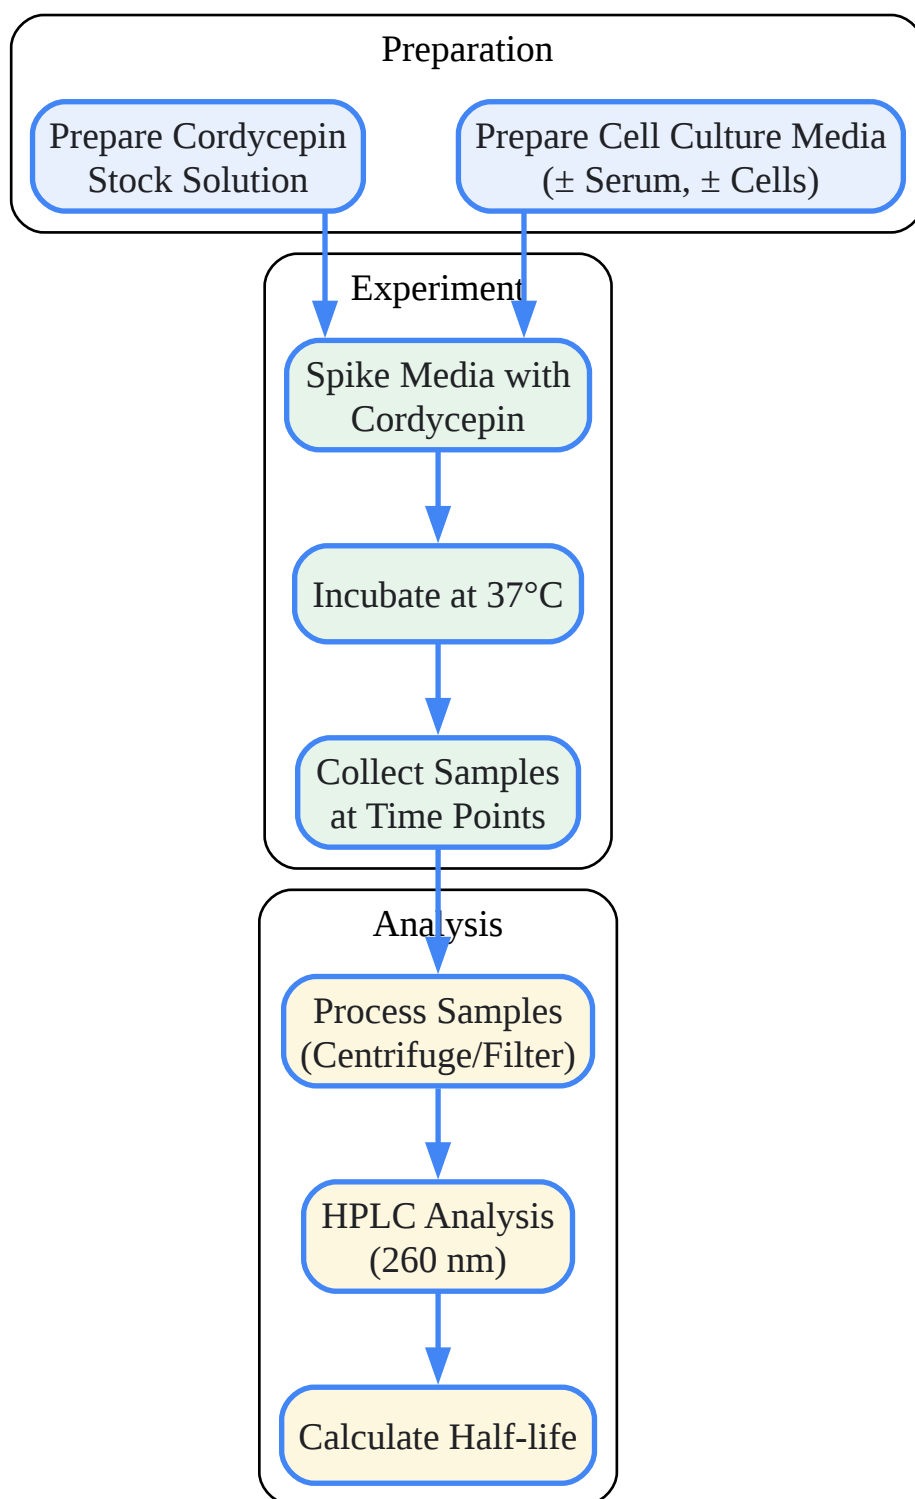 Preparation
Prepare Cordycepin
Stock Solution
Prepare Cell Culture Media
(± Serum, ± Cells)
Experiment
Spike Media with
Cordycepin
Incubate at 37°C
Collect Samples
at Time Points
Analysis
Process Samples
(Centrifuge/Filter)
HPLC Analysis
(260 nm)
Calculate Half-life